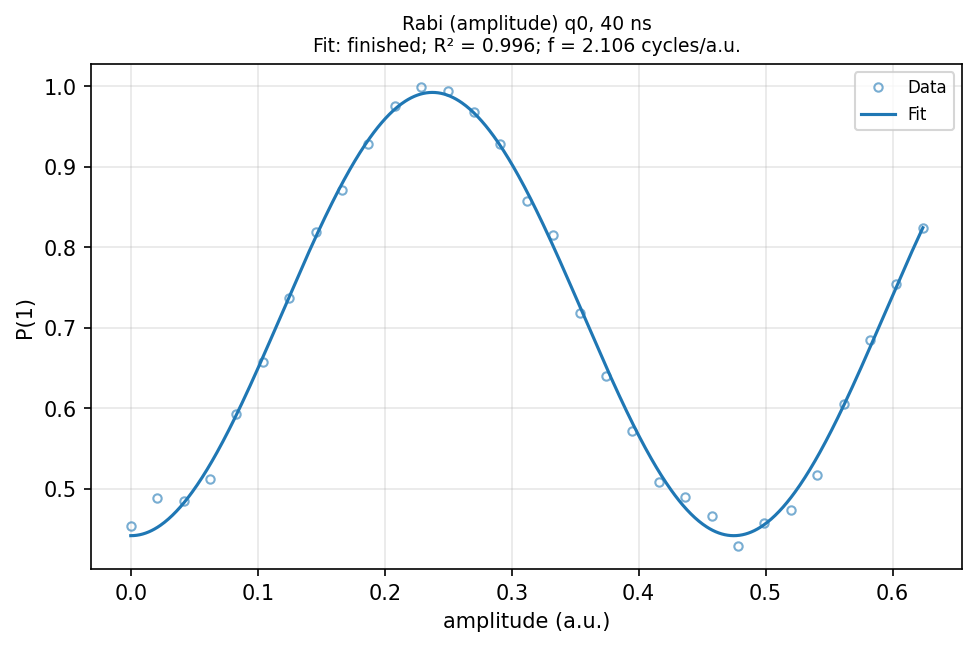 Rabi (amplitude) q0, 40 ns
Fit: finished; R² = 0.996; f = 2.106 cycles/a.u.
Data
Fit
P(1)
1.0
0.9
0.8
0.7
0.6
0.5
0.0 0.1 0.2 0.3 0.4 0.5 0.6
amplitude (a.u.)